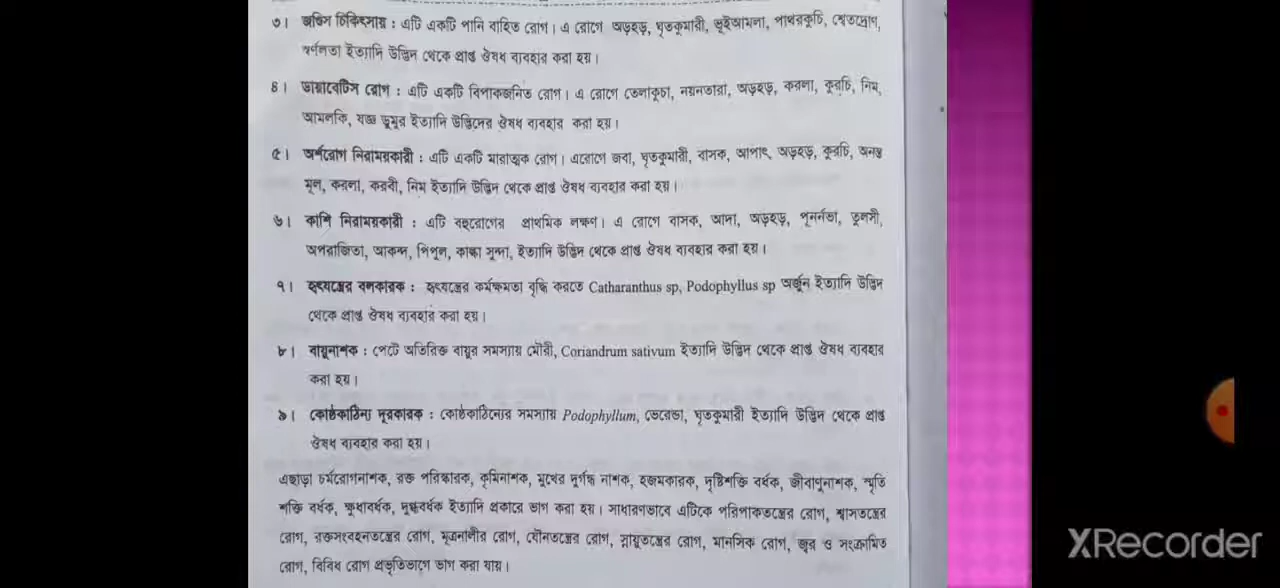 ৩। জন্ডিস চিকিৎসায় : এটি একটি পানি বাহিত রোগ। এ রোগে অড়হড়, ঘৃতকুমারী, ভূইআমলা, পাথরকুচি, শ্বেতদ্রোণ,
স্বর্ণলতা ইত্যাদি উদ্ভিদ থেকে প্রাপ্ত ঔষধ ব্যবহার করা হয়।
৪। ডায়াবেটিস রোগ : এটি একটি বিপাকজনিত রোগ। এ রোগে তেলাকুচা, নয়নতারা, অড়হড়, করলা, কুরচি, নিম,
আমলকি, যজ্ঞ ডুমুর ইত্যাদি উদ্ভিদের ঔষধ ব্যবহার করা হয়।
৫। অর্শরোগ নিরাময়কারী : এটি একটি মারাত্মক রোগ। এরোগে জবা, ঘৃতকুমারী, বাসক, আপাং, অড়হড়, কুরচি, অনন্ত
মূল, করলা, করবী, নিম ইত্যাদি উদ্ভিদ থেকে প্রাপ্ত ঔষধ ব্যবহার করা হয়।
৬। কাশি নিরাময়কারী : এটি বহুরোগের প্রাথমিক লক্ষণ। এ রোগে বাসক, আদা, অড়হড়, পূনর্নভা, তুলসী,
অপরাজিতা, আকন্দ, পিপুল, কাল্কা সুন্দা, ইত্যাদি উদ্ভিদ থেকে প্রাপ্ত ঔষধ ব্যবহার করা হয়।
৭। হৃৎযন্ত্রের বলকারক : হৃৎযন্ত্রের কর্মক্ষমতা বৃদ্ধি করতে Catharanthus sp, Podophyllus sp অর্জুন ইত্যাদি উদ্ভিদ
থেকে প্রাপ্ত ঔষধ ব্যবহার করা হয়।
৮। বায়ুনাশক : পেটে অতিরিক্ত বায়ুর সমস্যায় মৌরী, Coriandrum sativum ইত্যাদি উদ্ভিদ থেকে প্রাপ্ত ঔষধ ব্যবহার
করা হয়।
৯। কোষ্ঠকাঠিন্য দূরকারক : কোষ্ঠকাঠিন্যের সমস্যায় Podophyllum, ভেরেন্ডা, ঘৃতকুমারী ইত্যাদি উদ্ভিদ থেকে প্রাপ্ত
ঔষধ ব্যবহার করা হয়।
এছাড়া চর্মরোগনাশক, রক্ত পরিষ্কারক, কৃমিনাশক, মুখের দুর্গন্ধ নাশক, হজমকারক, দৃষ্টিশক্তি বর্ধক, জীবাণুনাশক, স্মৃতি
শক্তি বর্ধক, ক্ষুধাবর্ধক, দুগ্ধবর্ধক ইত্যাদি প্রকারে ভাগ করা হয়। সাধারণভাবে এটিকে পরিপাকতন্ত্রের রোগ, শ্বাসতন্ত্রের
রোগ, রক্তসংবহনতন্ত্রের রোগ, মূত্রনালীর রোগ, যৌনতন্ত্রের রোগ, স্নায়ুতন্ত্রের রোগ, মানসিক রোগ, জ্বর ও সংক্রামিত
রোগ, বিবিধ রোগ প্রভৃতিভাগে ভাগ করা যায়।
XRecorder